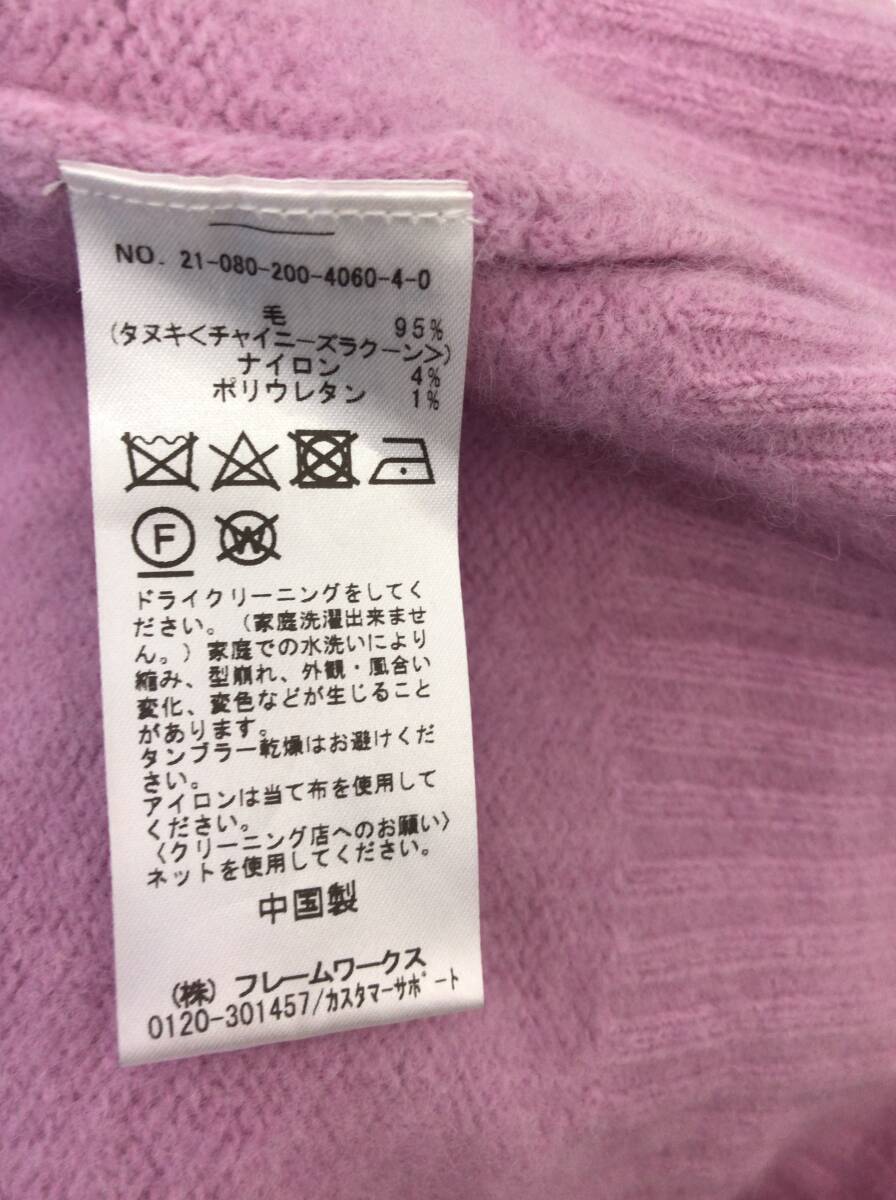 NO. 21-080-200-4060-4-0
毛 95%
(タヌキ<チャイニーズラクーン>)
ナイロン 4%
ポリウレタン 1%
F W
ドライクリーニングをしてく
ださい。(家庭洗濯出来ませ
ん。)家庭での水洗いにより
縮み、型崩れ、外観・風合い
変化、変色などが生じること
があります。
タンブラー乾燥はお避けくだ
さい。
アイロンは当て布を使用して
ください。
〈クリーニング店へのお願い〉
ネットを使用してください。
中国製
(株) フレームワークス
0120-301457/カスタマーサポート